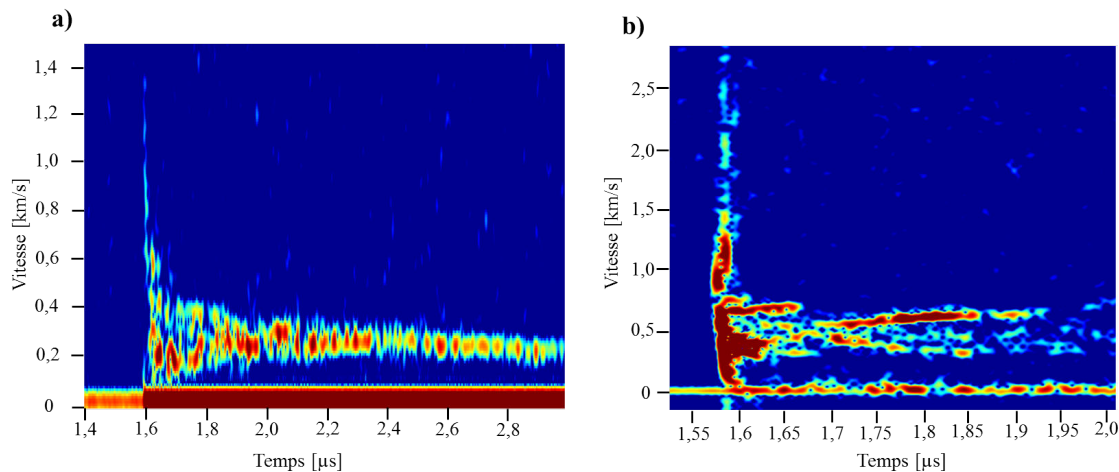 a)
1,4
1,2
1,0
0,8
0,6
0,4
0,2
0
Vitesse [km/s]
1,4 1,6 1,8 2,0 2,2 2,4 2,6 2,8
Temps [µs]
b)
2,5
2,0
1,5
1,0
0,5
0
Vitesse [km/s]
1,55 1,6 1,65 1,7 1,75 1,8 1,85 1,9 1,95 2,0
Temps [µs]